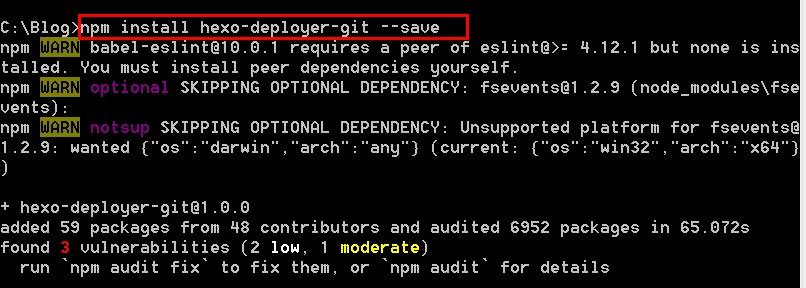 C:\Blog>npm install hexo-deployer-git --save
npm WARN babel-eslint@10.0.1 requires a peer of eslint@>= 4.12.1 but none is ins
talled. You must install peer dependencies yourself.
npm WARN optional SKIPPING OPTIONAL DEPENDENCY: fsevents@1.2.9 (node_modules\fse
vents):
npm WARN notsup SKIPPING OPTIONAL DEPENDENCY: Unsupported platform for fsevents@
1.2.9: wanted {"os":"darwin","arch":"any"} (current: {"os":"win32","arch":"x64"}
)
+ hexo-deployer-git@1.0.0
added 59 packages from 48 contributors and audited 6952 packages in 65.072s
found 3 vulnerabilities (2 low, 1 moderate)
  run `npm audit fix` to fix them, or `npm audit` for details